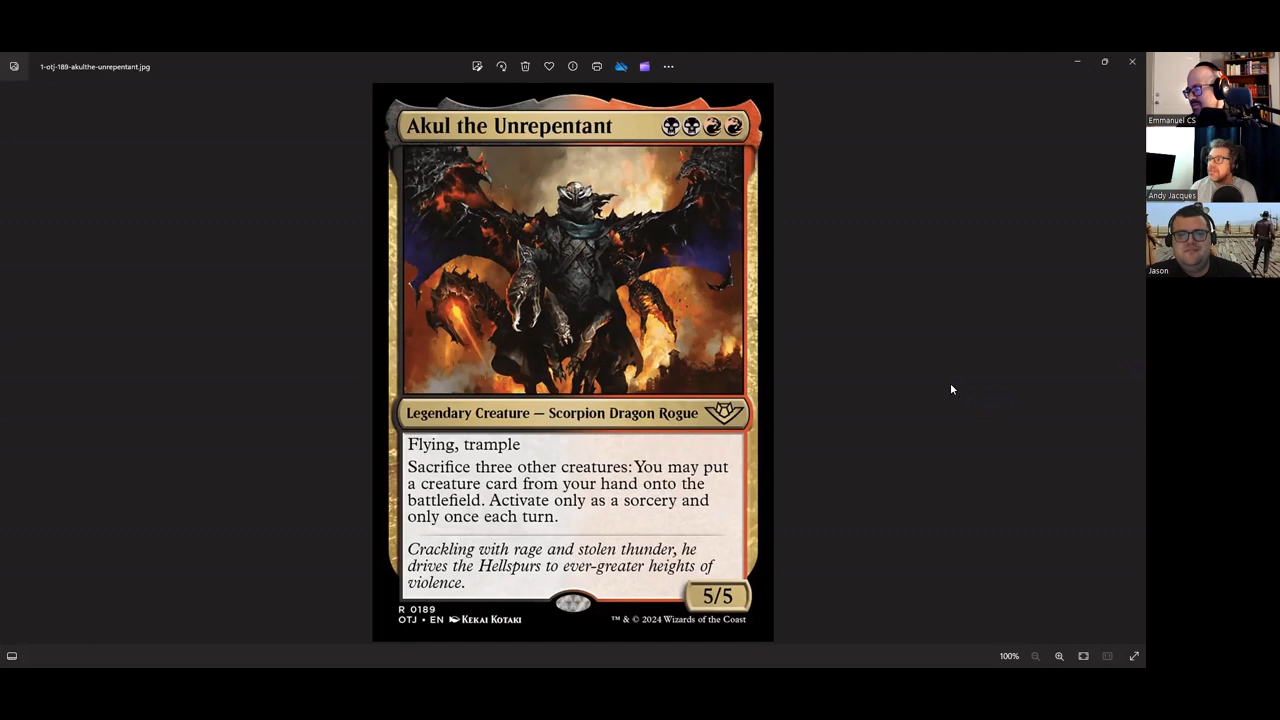 1-otj-189-akulthe-unrepentant.jpg
Akul the Unrepentant
Legendary Creature — Scorpion Dragon Rogue
Flying, trample
Sacrifice three other creatures: You may put
a creature card from your hand onto the
battlefield. Activate only as a sorcery and
only once each turn.
Crackling with rage and stolen thunder, he
drives the Hellspurs to ever-greater heights of
violence.
5/5
R 0189
OTJ • EN Kekai Kotaki
™ & © 2024 Wizards of the Coast
Emmanuel CS
Andy Jacques
Jason
100%